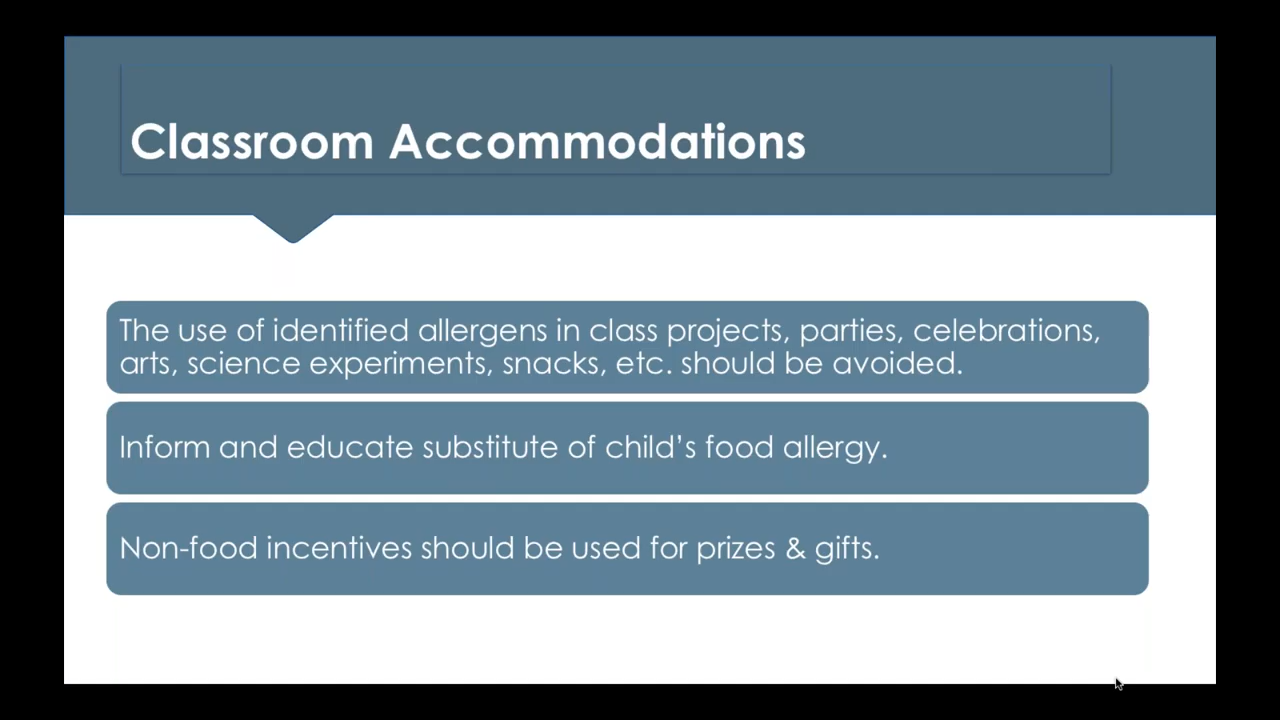 Classroom Accommodations
The use of identified allergens in class projects, parties, celebrations,
arts, science experiments, snacks, etc. should be avoided.
Inform and educate substitute of child’s food allergy.
Non-food incentives should be used for prizes & gifts.